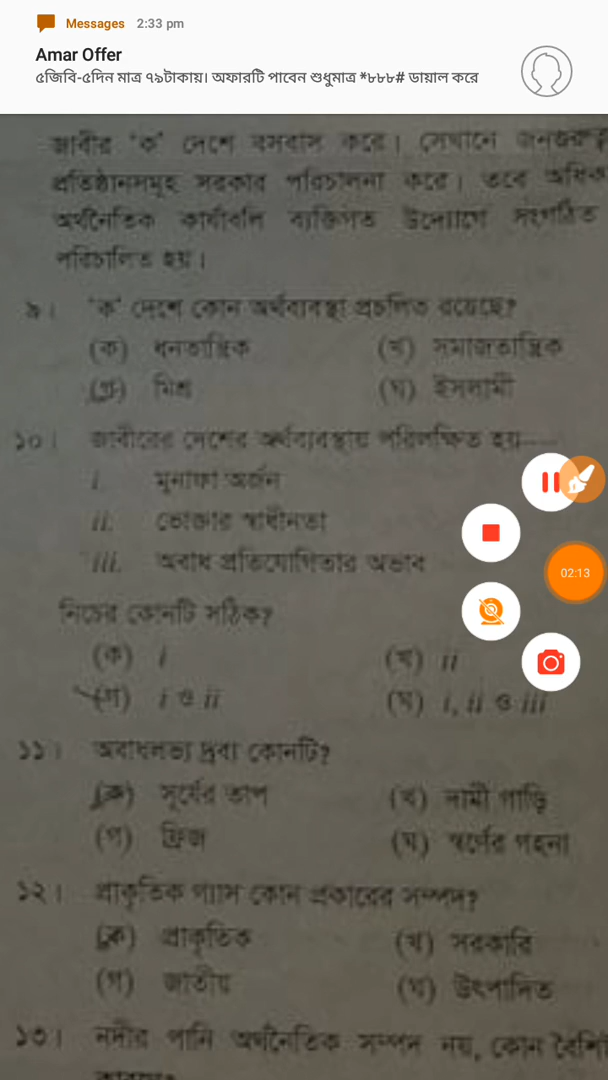 Messages 2:33 pm
Amar Offer
৫জিবি-৫দিন মাত্র ৭৯টাকায়। অফারটি পাবেন শুধুমাত্র *৮৮৮# ডায়াল করে
জাবীর 'ক' দেশে বসবাস করে। সেখানে
প্রতিষ্ঠানসমূহ সরকার পরিচালনা করে। তবে অধিক
অর্থনৈতিক কার্যাবলি ব্যক্তিগত উদ্যোগে সংগঠিত
পরিচালিত হয়।
৯। 'ক' দেশে কোন অর্থব্যবস্থা প্রচলিত রয়েছে?
(ক) ধনতান্ত্রিক (খ) সমাজতান্ত্রিক
(গ) মিশ্র (ঘ) ইসলামী
১০। জাবীরের দেশের অর্থব্যবস্থায় পরিলক্ষিত হয়----
i. মুনাফা অর্জন
ii. ভোক্তার স্বাধীনতা
iii. অবাধ প্রতিযোগিতার অভাব
নিচের কোনটি সঠিক?
(ক) i (খ) ii
(গ) i ও ii (ঘ) i, ii ও iii
১১। অবাধলভ্য দ্রব্য কোনটি?
(ক) সূর্যের তাপ (খ) দামী গাড়ি
(গ) ফ্রিজ (ঘ) স্বর্ণের গহনা
১২। প্রাকৃতিক গ্যাস কোন প্রকারের সম্পদ?
(ক) প্রাকৃতিক (খ) সরকারি
(গ) জাতীয় (ঘ) উৎপাদিত
১৩। নদীর পানি অর্থনৈতিক সম্পদ নয়, কোন
02:13